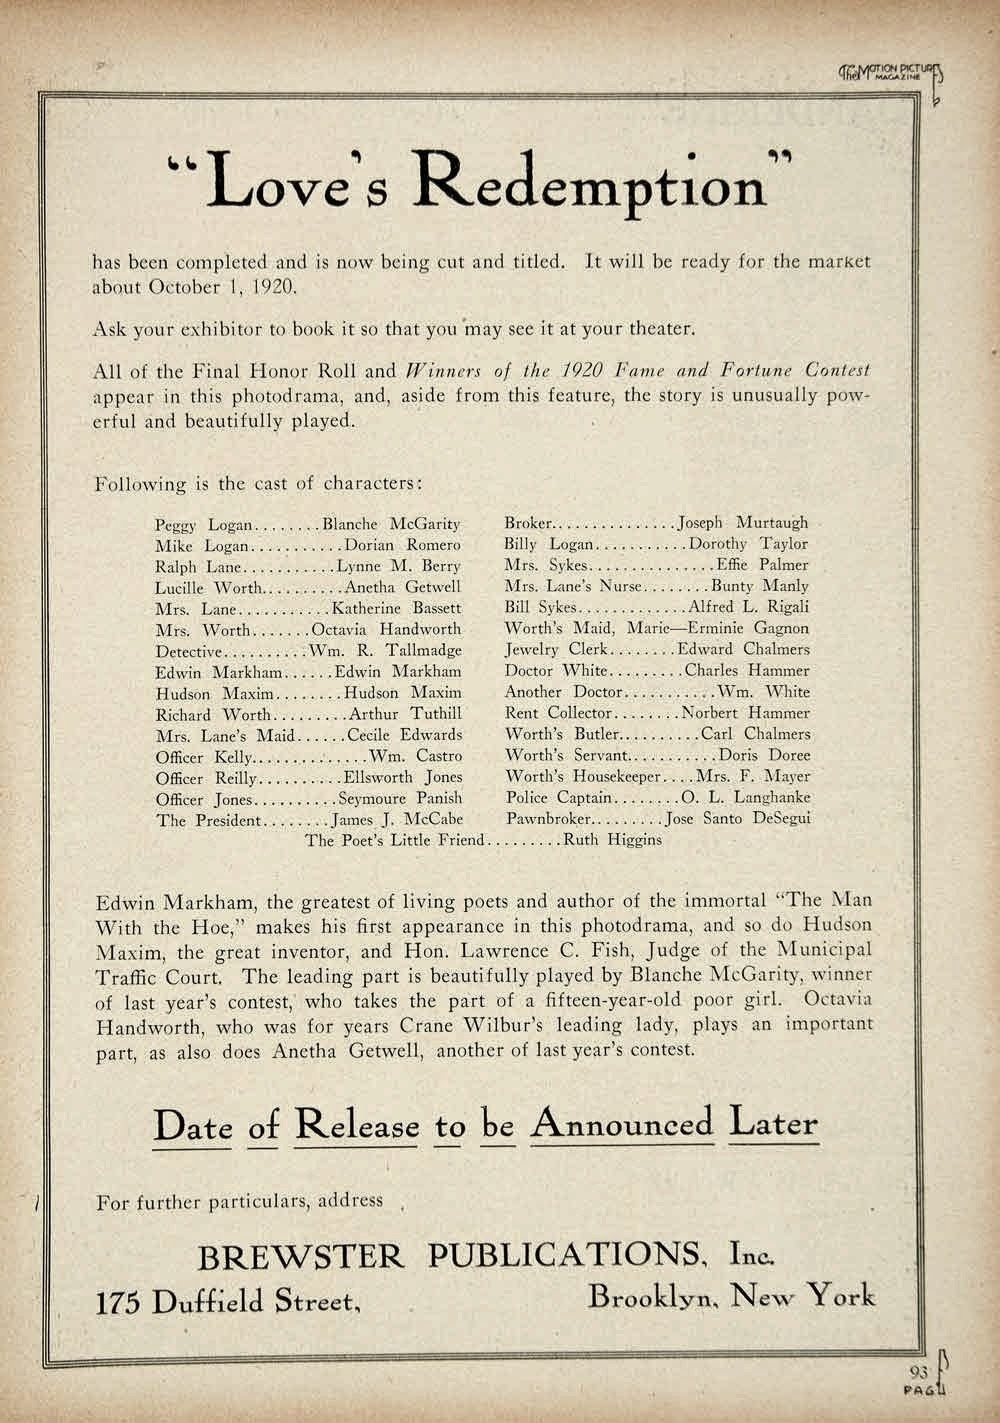 The MOTION PICTURE
MAGAZINE
"Love's Redemption"
has been completed and is now being cut and titled. It will be ready for the market
about October 1, 1920.
Ask your exhibitor to book it so that you may see it at your theater.
All of the Final Honor Roll and Winners of the 1920 Fame and Fortune Contest
appear in this photodrama, and, aside from this feature, the story is unusually pow-
erful and beautifully played.
Following is the cast of characters:
Peggy Logan........Blanche McGarity
Mike Logan...........Dorian Romero
Ralph Lane...........Lynne M. Berry
Lucille Worth..........Anetha Getwell
Mrs. Lane...........Katherine Bassett
Mrs. Worth.......Octavia Handworth
Detective..........Wm. R. Tallmadge
Edwin Markham......Edwin Markham
Hudson Maxim........Hudson Maxim
Richard Worth.........Arthur Tuthill
Mrs. Lane's Maid......Cecile Edwards
Officer Kelly..............Wm. Castro
Officer Reilly..........Ellsworth Jones
Officer Jones..........Seymoure Panish
The President........James J. McCabe
Broker...............Joseph Murtaugh
Billy Logan...........Dorothy Taylor
Mrs. Sykes...............Effie Palmer
Mrs. Lane's Nurse........Bunty Manly
Bill Sykes.............Alfred L. Rigali
Worth's Maid, Marie—Erminie Gagnon
Jewelry Clerk........Edward Chalmers
Doctor White.........Charles Hammer
Another Doctor...........Wm. White
Rent Collector........Norbert Hammer
Worth's Butler..........Carl Chalmers
Worth's Servant...........Doris Doree
Worth's Housekeeper....Mrs. F. Mayer
Police Captain........O. L. Langhanke
Pawnbroker.........Jose Santo DeSegui
The Poet's Little Friend.........Ruth Higgins
Edwin Markham, the greatest of living poets and author of the immortal "The Man
With the Hoe," makes his first appearance in this photodrama, and so do Hudson
Maxim, the great inventor, and Hon. Lawrence C. Fish, Judge of the Municipal
Traffic Court. The leading part is beautifully played by Blanche McGarity, winner
of last year's contest, who takes the part of a fifteen-year-old poor girl. Octavia
Handworth, who was for years Crane Wilbur's leading lady, plays an important
part, as also does Anetha Getwell, another of last year's contest.
Date of Release to be Announced Later
For further particulars, address
BREWSTER PUBLICATIONS, Inc.
175 Duffield Street, Brooklyn, New York
93
PAGE